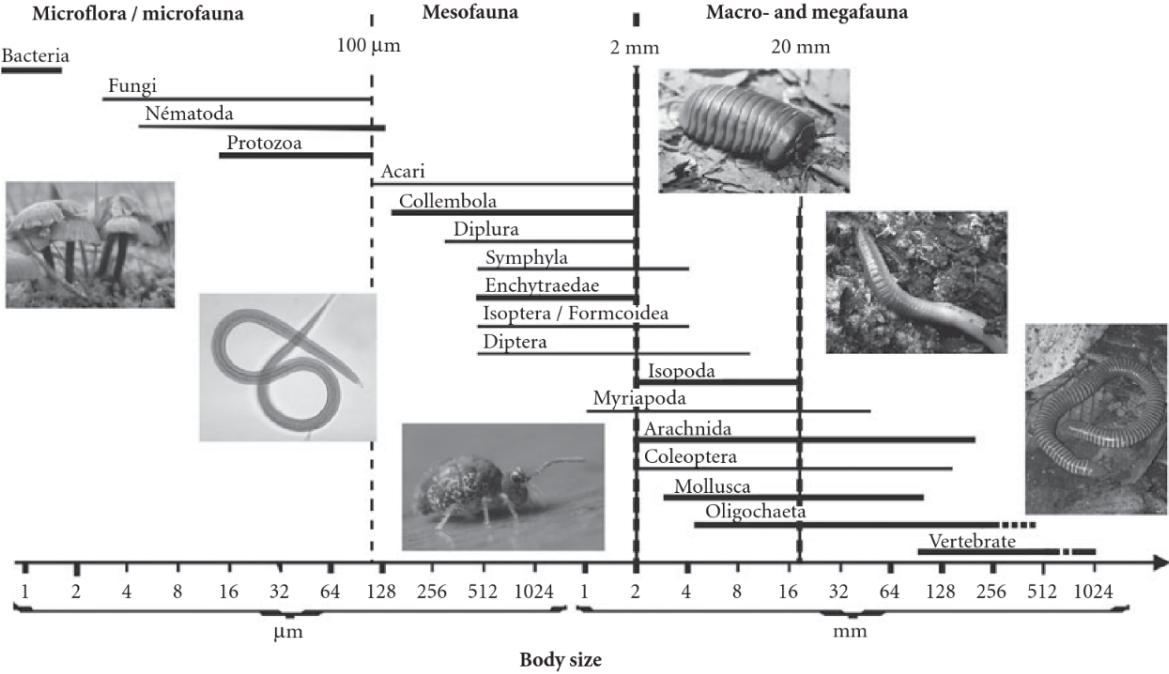 Microflora / microfauna
Mesofauna
Macro- and megafauna
100 µm
2 mm
20 mm
Bacteria
Fungi
Nématoda
Protozoa
Acari
Collembola
Diplura
Symphyla
Enchytraedae
Isoptera / Formcoidea
Diptera
Isopoda
Myriapoda
Arachnida
Coleoptera
Mollusca
Oligochaeta
Vertebrate
1 2 4 8 16 32 64 128 256 512 1024 1 2 4 8 16 32 64 128 256 512 1024
µm
mm
Body size